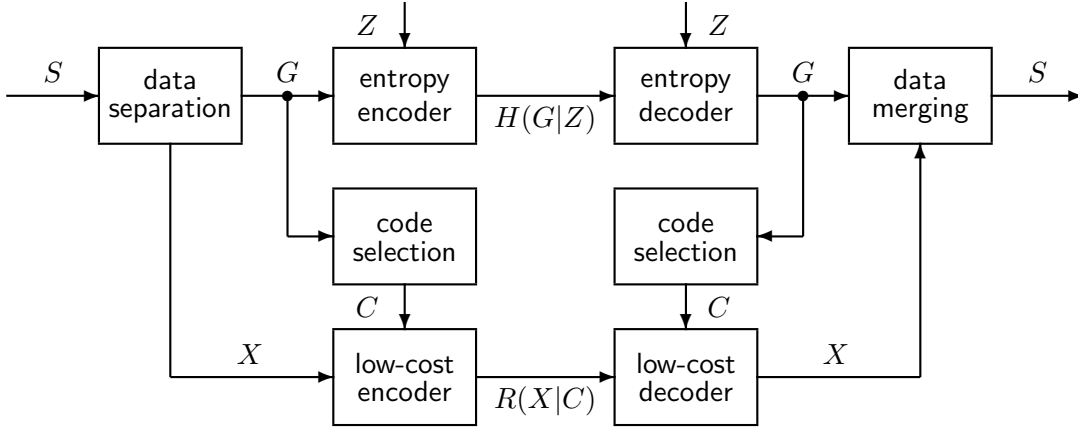 Z
Z
S
data
separation
G
entropy
encoder
H(G|Z)
entropy
decoder
G
data
merging
S
code
selection
code
selection
C
C
X
low-cost
encoder
R(X|C)
low-cost
decoder
X